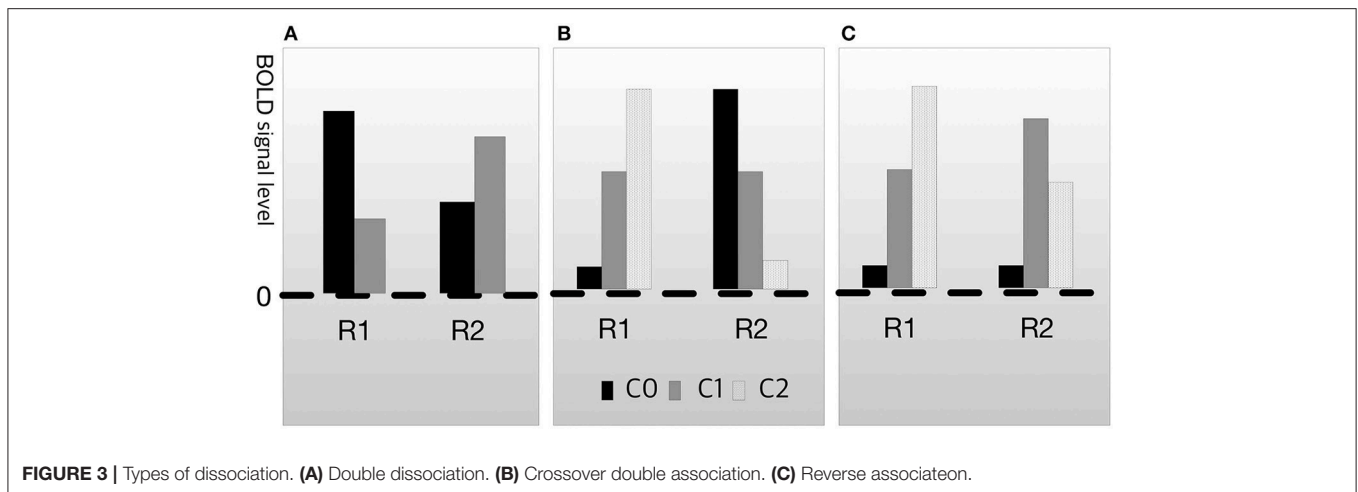 A
B
C
BOLD signal level
0
R1 R2
R1 R2
R1 R2
C0 C1 C2
FIGURE 3 | Types of dissociation. (A) Double dissociation. (B) Crossover double association. (C) Reverse associateon.